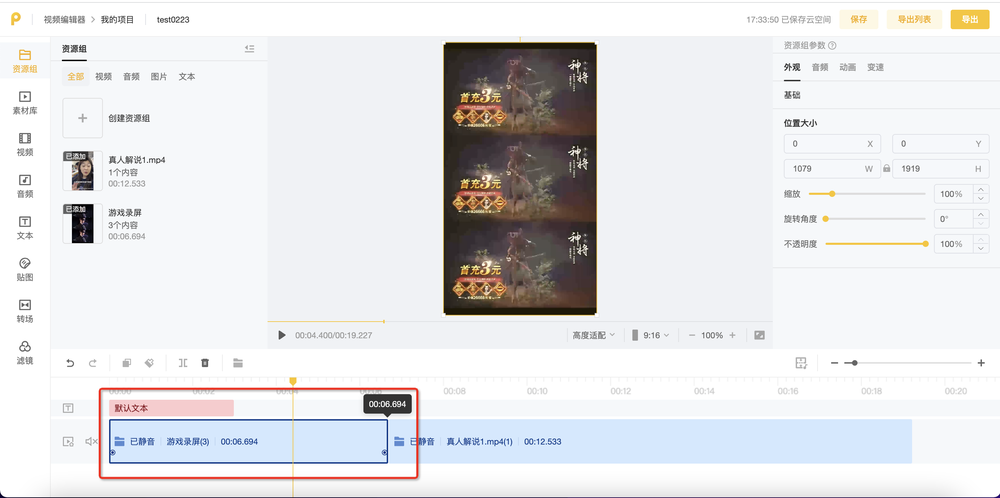 视频编辑器 > 我的项目 test0223
17:33:50 已保存云空间 保存 导出列表 导出
资源组
素材库
视频
音频
文本
贴图
转场
滤镜
资源组
全部 视频 音频 图片 文本
创建资源组
已添加
真人解说1.mp4
1个内容
00:12.533
已添加
游戏录屏
3个内容
00:06.694
神将
首充3元
神将
首充3元
神将
首充3元
00:04.400/00:19.227
高度适配 9:16 100%
资源组参数
外观 音频 动画 变速
基础
位置大小
0 X 0 Y
1079 W 1919 H
缩放 100%
旋转角度 0°
不透明度 100%
00:00 00:02 00:04 00:08 00:10 00:12 00:14 00:16 00:18 00:20
默认文本
00:06.694
已静音 游戏录屏(3) 00:06.694
已静音 真人解说1.mp4(1) 00:12.533